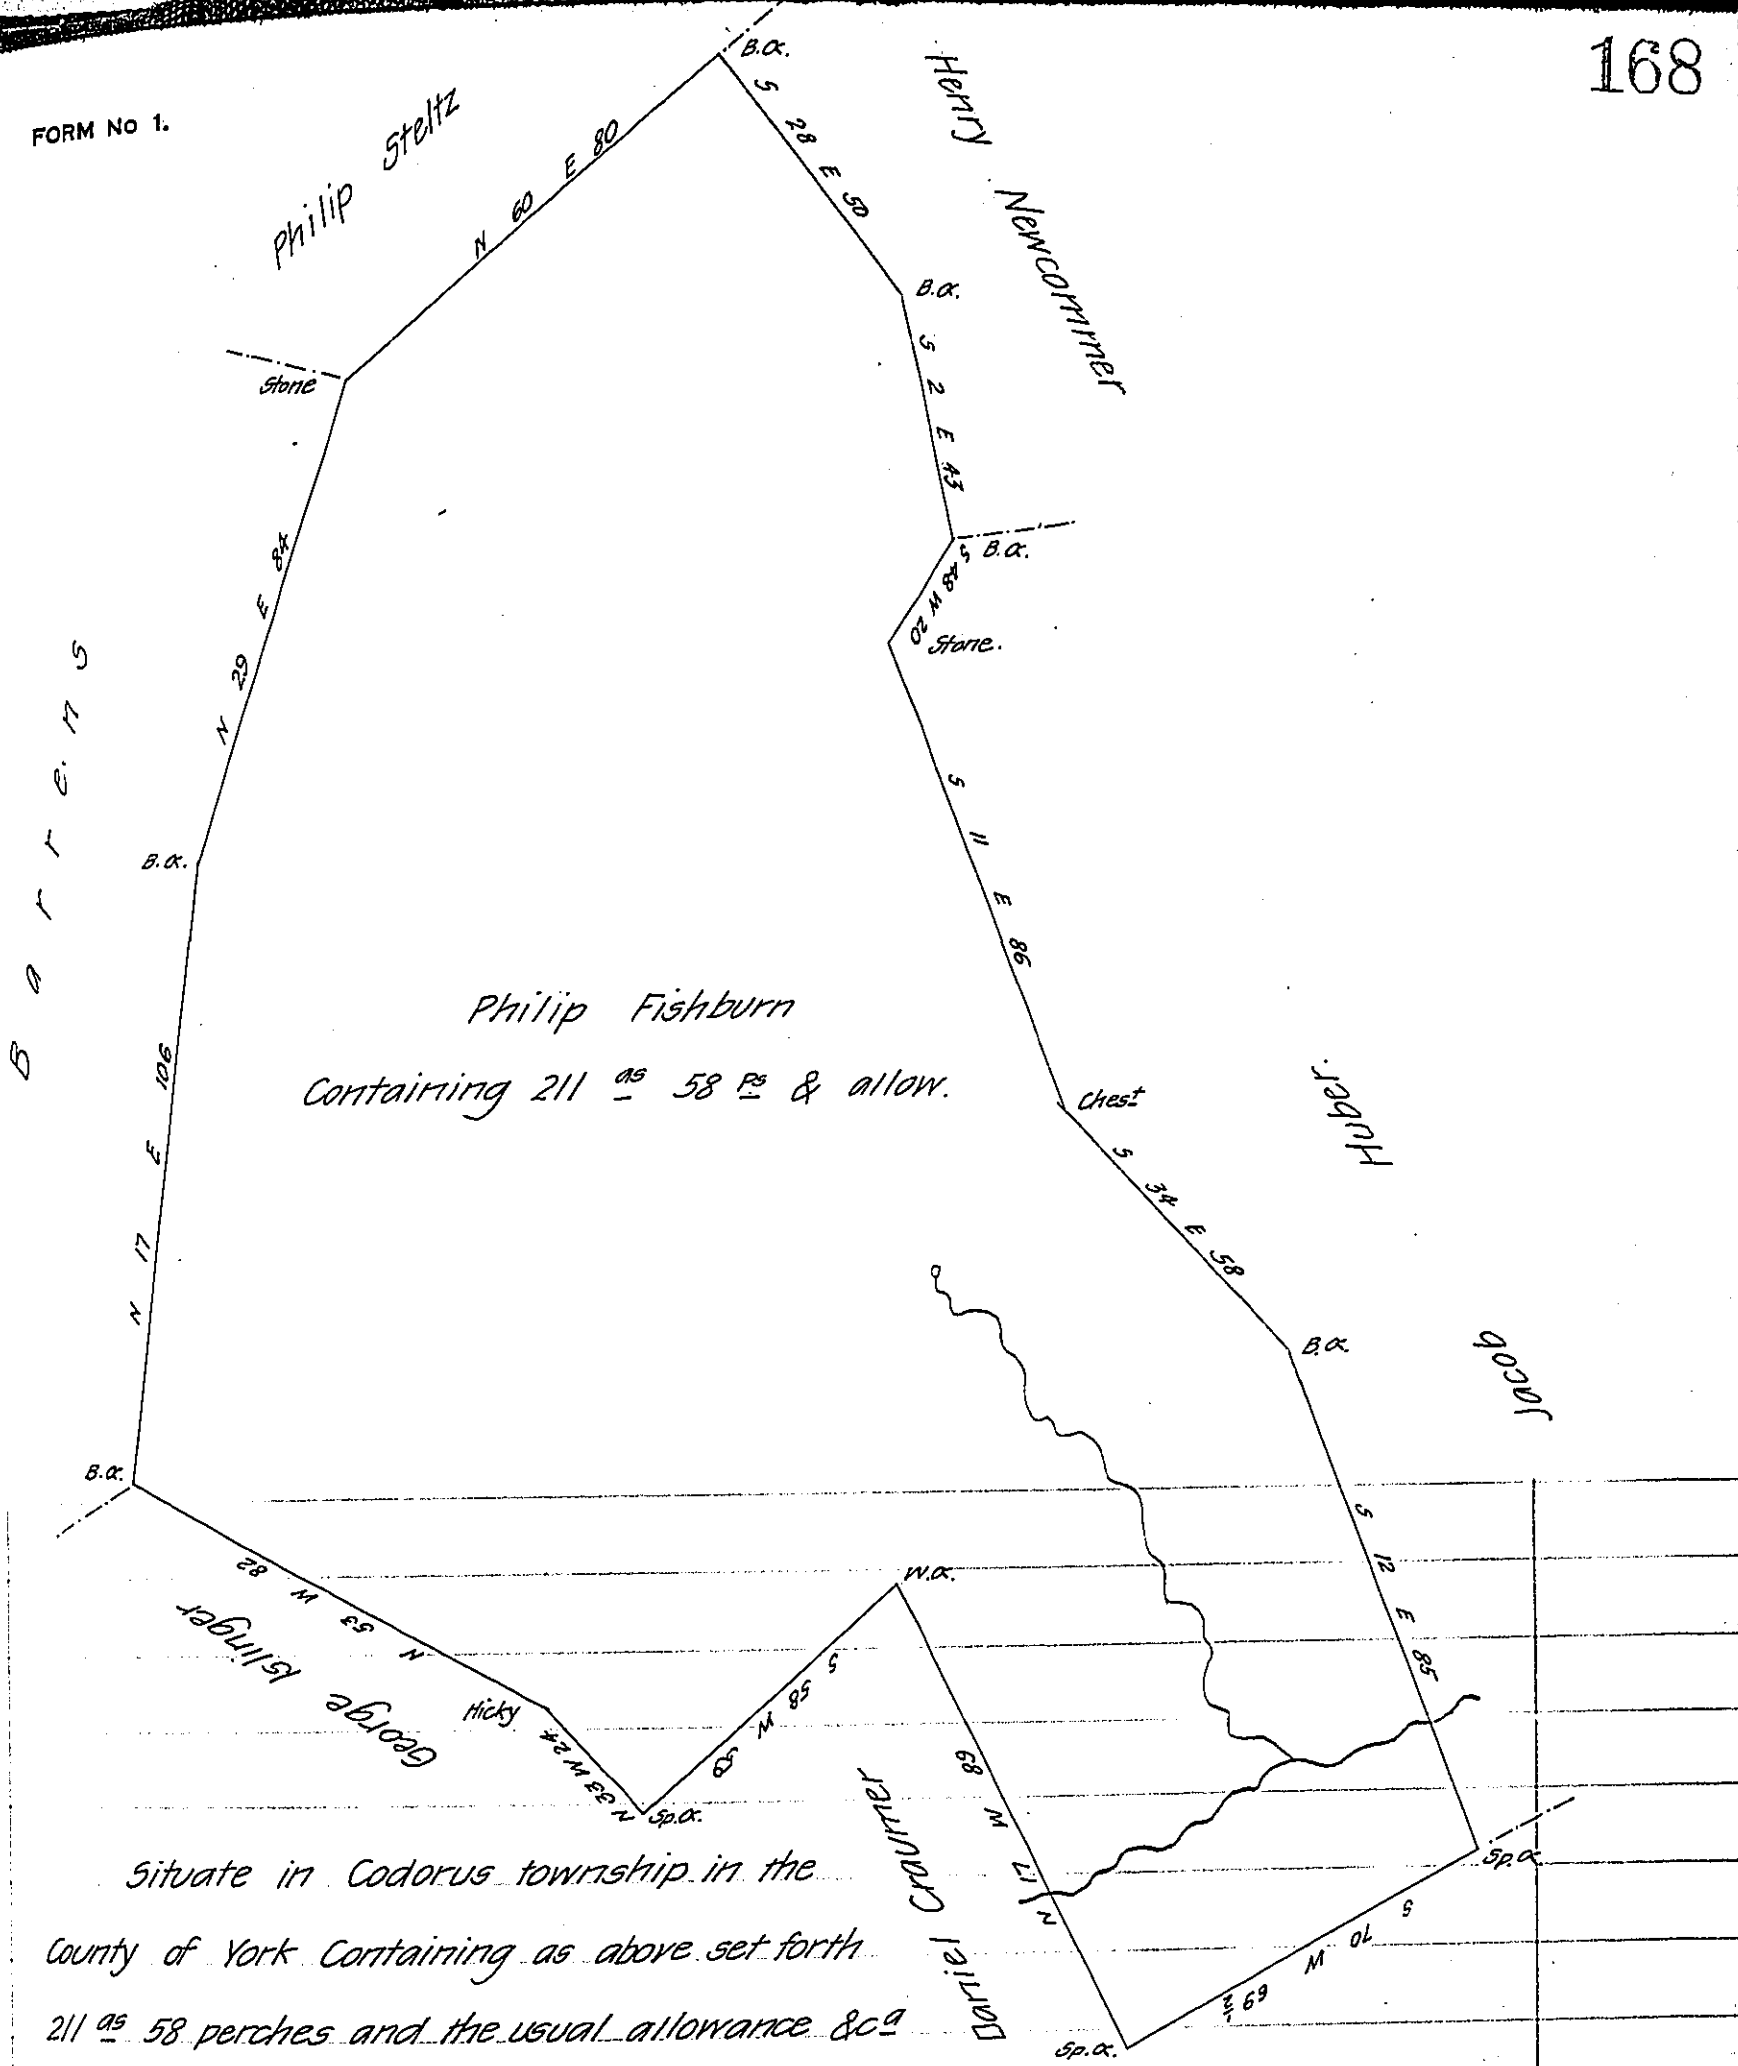 168
FORM No 1.
B.O.
Philip Steltz
N 60 E 80
S 28 E 50
Henry Newcommer
B.O.
S 2 E 43
Stone
B.O.
S 48 W 20
Stone.
N 29 E 84
Barrens
B.O.
S 11 E 86
Philip Fishburn
Containing 211 as 58 Ps & allow.
N 17 E 106
Chest
S 34 E 58
Jacob Huber.
B.O.
B.O.
S 12 E 85
N 53 W 82
George Islinger
Hicky
N 33 W 24
Sp.O.
W.O.
S 58 W
N 17 W 89
Daniel Craumer
Sp.O.
S 70 W 69 1/2
Sp.O.
Situate in Codorus township in the
County of York Containing as above set forth
211 as 58 perches and the usual allowance &ca